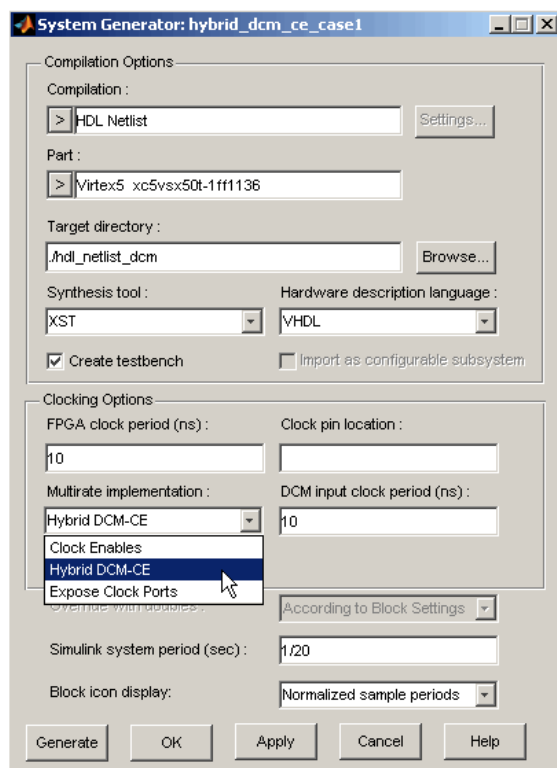 System Generator: hybrid_dcm_ce_case1
Compilation Options
Compilation :
> HDL Netlist Settings...
Part :
> Virtex5 xc5vsx50t-1ff1136
Target directory :
./hdl_netlist_dcm Browse...
Synthesis tool : Hardware description language :
XST VHDL
Create testbench Import as configurable subsystem
Clocking Options
FPGA clock period (ns) : Clock pin location :
10
Multirate implementation : DCM input clock period (ns) :
Hybrid DCM-CE 10
Clock Enables
Hybrid DCM-CE
Expose Clock Ports
Override with doubles : According to Block Settings
Simulink system period (sec) : 1/20
Block icon display: Normalized sample periods
Generate OK Apply Cancel Help